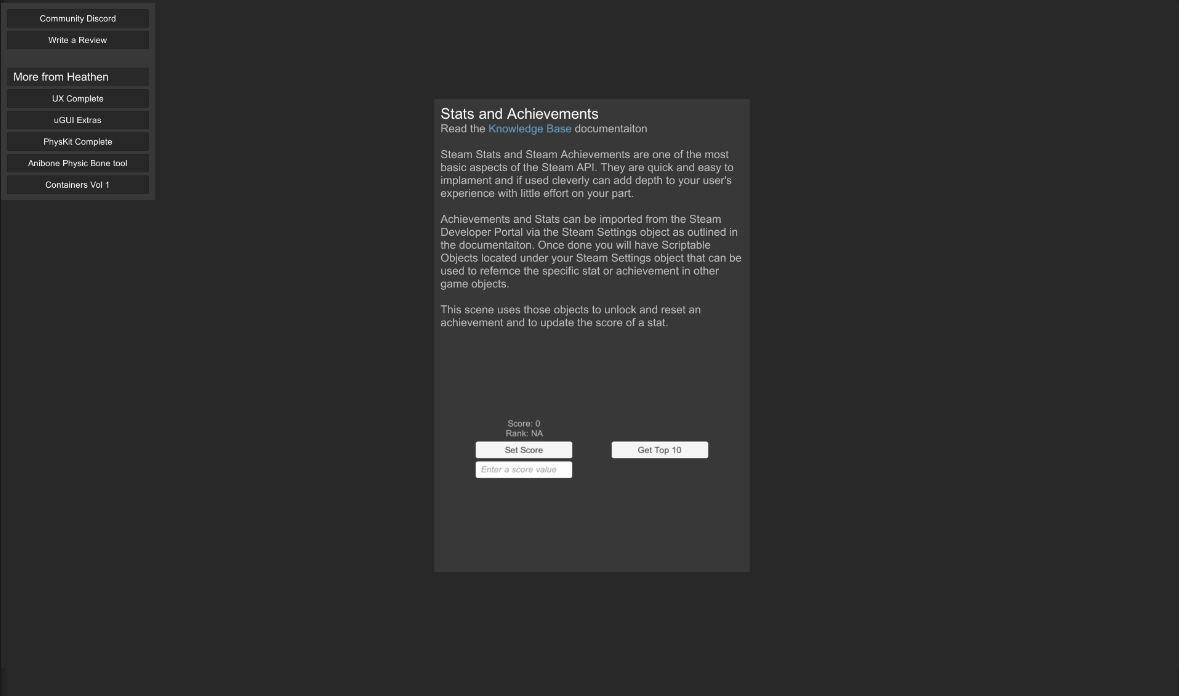 Community Discord
Write a Review
More from Heathen
UX Complete
uGUI Extras
PhysKit Complete
Anibone Physic Bone tool
Containers Vol 1
Stats and Achievements
Read the Knowledge Base documentaiton
Steam Stats and Steam Achievements are one of the most
basic aspects of the Steam API. They are quick and easy to
implament and if used cleverly can add depth to your user's
experience with little effort on your part.
Achievements and Stats can be imported from the Steam
Developer Portal via the Steam Settings object as outlined in
the documentaiton. Once done you will have Scriptable
Objects located under your Steam Settings object that can be
used to refernce the specific stat or achievement in other
game objects.
This scene uses those objects to unlock and reset an
achievement and to update the score of a stat.
Score: 0
Rank: NA
Set Score
Get Top 10
Enter a score value